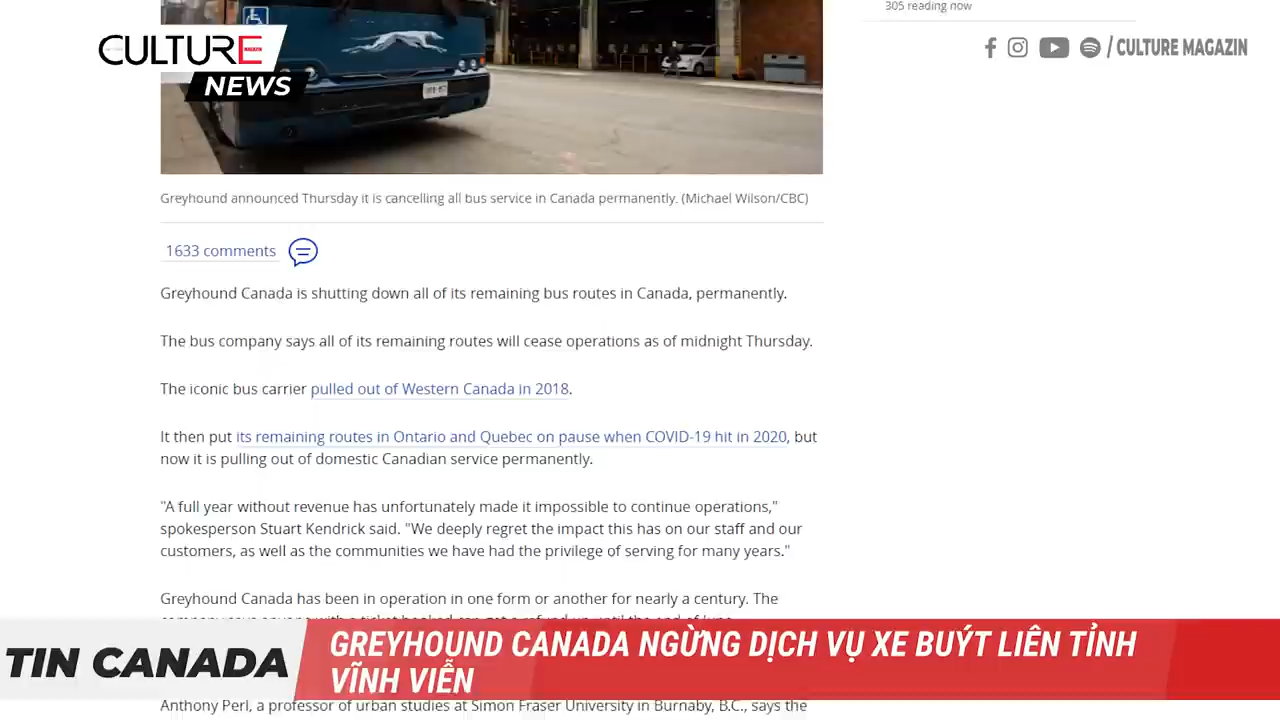 305 reading now
CULTURE
NEWS
/ CULTURE MAGAZIN
Greyhound announced Thursday it is cancelling all bus service in Canada permanently. (Michael Wilson/CBC)
1633 comments
Greyhound Canada is shutting down all of its remaining bus routes in Canada, permanently.
The bus company says all of its remaining routes will cease operations as of midnight Thursday.
The iconic bus carrier pulled out of Western Canada in 2018.
It then put its remaining routes in Ontario and Quebec on pause when COVID-19 hit in 2020, but
now it is pulling out of domestic Canadian service permanently.
"A full year without revenue has unfortunately made it impossible to continue operations,"
spokesperson Stuart Kendrick said. "We deeply regret the impact this has on our staff and our
customers, as well as the communities we have had the privilege of serving for many years."
Greyhound Canada has been in operation in one form or another for nearly a century. The
TIN CANADA
GREYHOUND CANADA NGỪNG DỊCH VỤ XE BUÝT LIÊN TỈNH
VĨNH VIỄN
Anthony Perl, a professor of urban studies at Simon Fraser University in Burnaby, B.C., says the